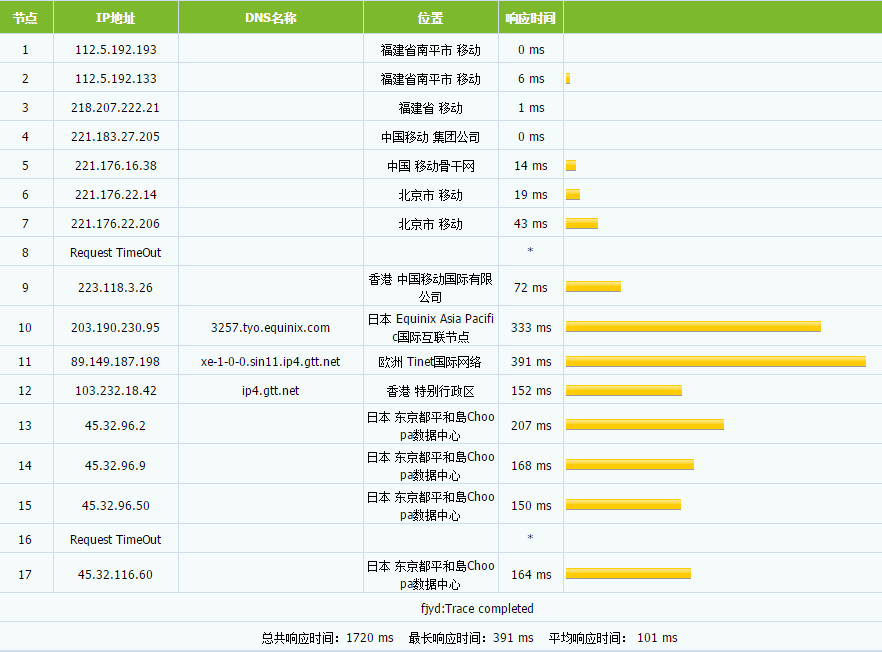 节点 IP地址 DNS名称 位置 响应时间
1 112.5.192.193 福建省南平市 移动 0 ms
2 112.5.192.133 福建省南平市 移动 6 ms
3 218.207.222.21 福建省 移动 1 ms
4 221.183.27.205 中国移动 集团公司 0 ms
5 221.176.16.38 中国 移动骨干网 14 ms
6 221.176.22.14 北京市 移动 19 ms
7 221.176.22.206 北京市 移动 43 ms
8 Request TimeOut *
9 223.118.3.26 香港 中国移动国际有限
公司 72 ms
10 203.190.230.95 3257.tyo.equinix.com 日本 Equinix Asia Pacifi
c国际互联节点 333 ms
11 89.149.187.198 xe-1-0-0.sin11.ip4.gtt.net 欧洲 Tinet国际网络 391 ms
12 103.232.18.42 ip4.gtt.net 香港 特别行政区 152 ms
13 45.32.96.2 日本 东京都平和島Choo
pa数据中心 207 ms
14 45.32.96.9 日本 东京都平和島Choo
pa数据中心 168 ms
15 45.32.96.50 日本 东京都平和島Choo
pa数据中心 150 ms
16 Request TimeOut *
17 45.32.116.60 日本 东京都平和島Choo
pa数据中心 164 ms
fjyd:Trace completed
总共响应时间：1720 ms 最长响应时间：391 ms 平均响应时间： 101 ms